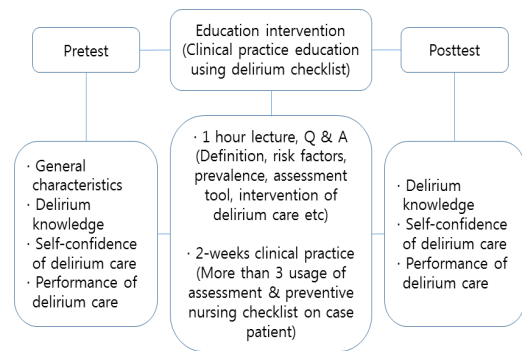 Pretest
Education intervention
(Clinical practice education
using delirium checklist)
Posttest
· General
characteristics
· Delirium
knowledge
· Self-confidence
of delirium care
· Performance of
delirium care
· 1 hour lecture, Q & A
(Definition, risk factors,
prevalence, assessment
tool, intervention of
delirium care etc)
· 2-weeks clinical practice
(More than 3 usage of
assessment & preventive
nursing checklist on case
patient)
· Delirium
knowledge
· Self-confidence
of delirium care
· Performance
of delirium care